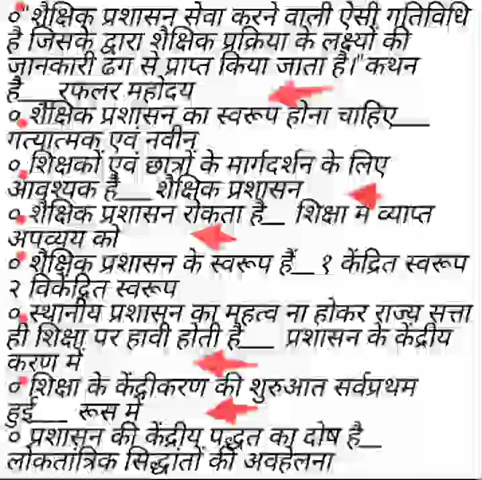 ० "शैक्षिक प्रशासन सेवा करने वाली ऐसी गतिविधि
है जिसके द्वारा शैक्षिक प्रक्रिया के लक्ष्यों की
जानकारी ढंग से प्राप्त किया जाता है।" कथन
है___ रफलर महोदय
० शैक्षिक प्रशासन का स्वरूप होना चाहिए___
गत्यात्मक एवं नवीन
० शिक्षकों एवं छात्रों के मार्गदर्शन के लिए
आवश्यक है___ शैक्षिक प्रशासन
० शैक्षिक प्रशासन रोकता है__ शिक्षा में व्याप्त
अपव्यय को
० शैक्षिक प्रशासन के स्वरूप हैं__ १ केंद्रित स्वरूप
२ विकेंद्रित स्वरूप
० स्थानीय प्रशासन का महत्व ना होकर राज्य सत्ता
ही शिक्षा पर हावी होती है___ प्रशासन के केंद्रीय
करण में
० शिक्षा के केंद्रीकरण की शुरुआत सर्वप्रथम
हुई___ रूस में
० प्रशासन की केंद्रीय पद्धत का दोष है__
लोकतांत्रिक सिद्धांतों की अवहेलना